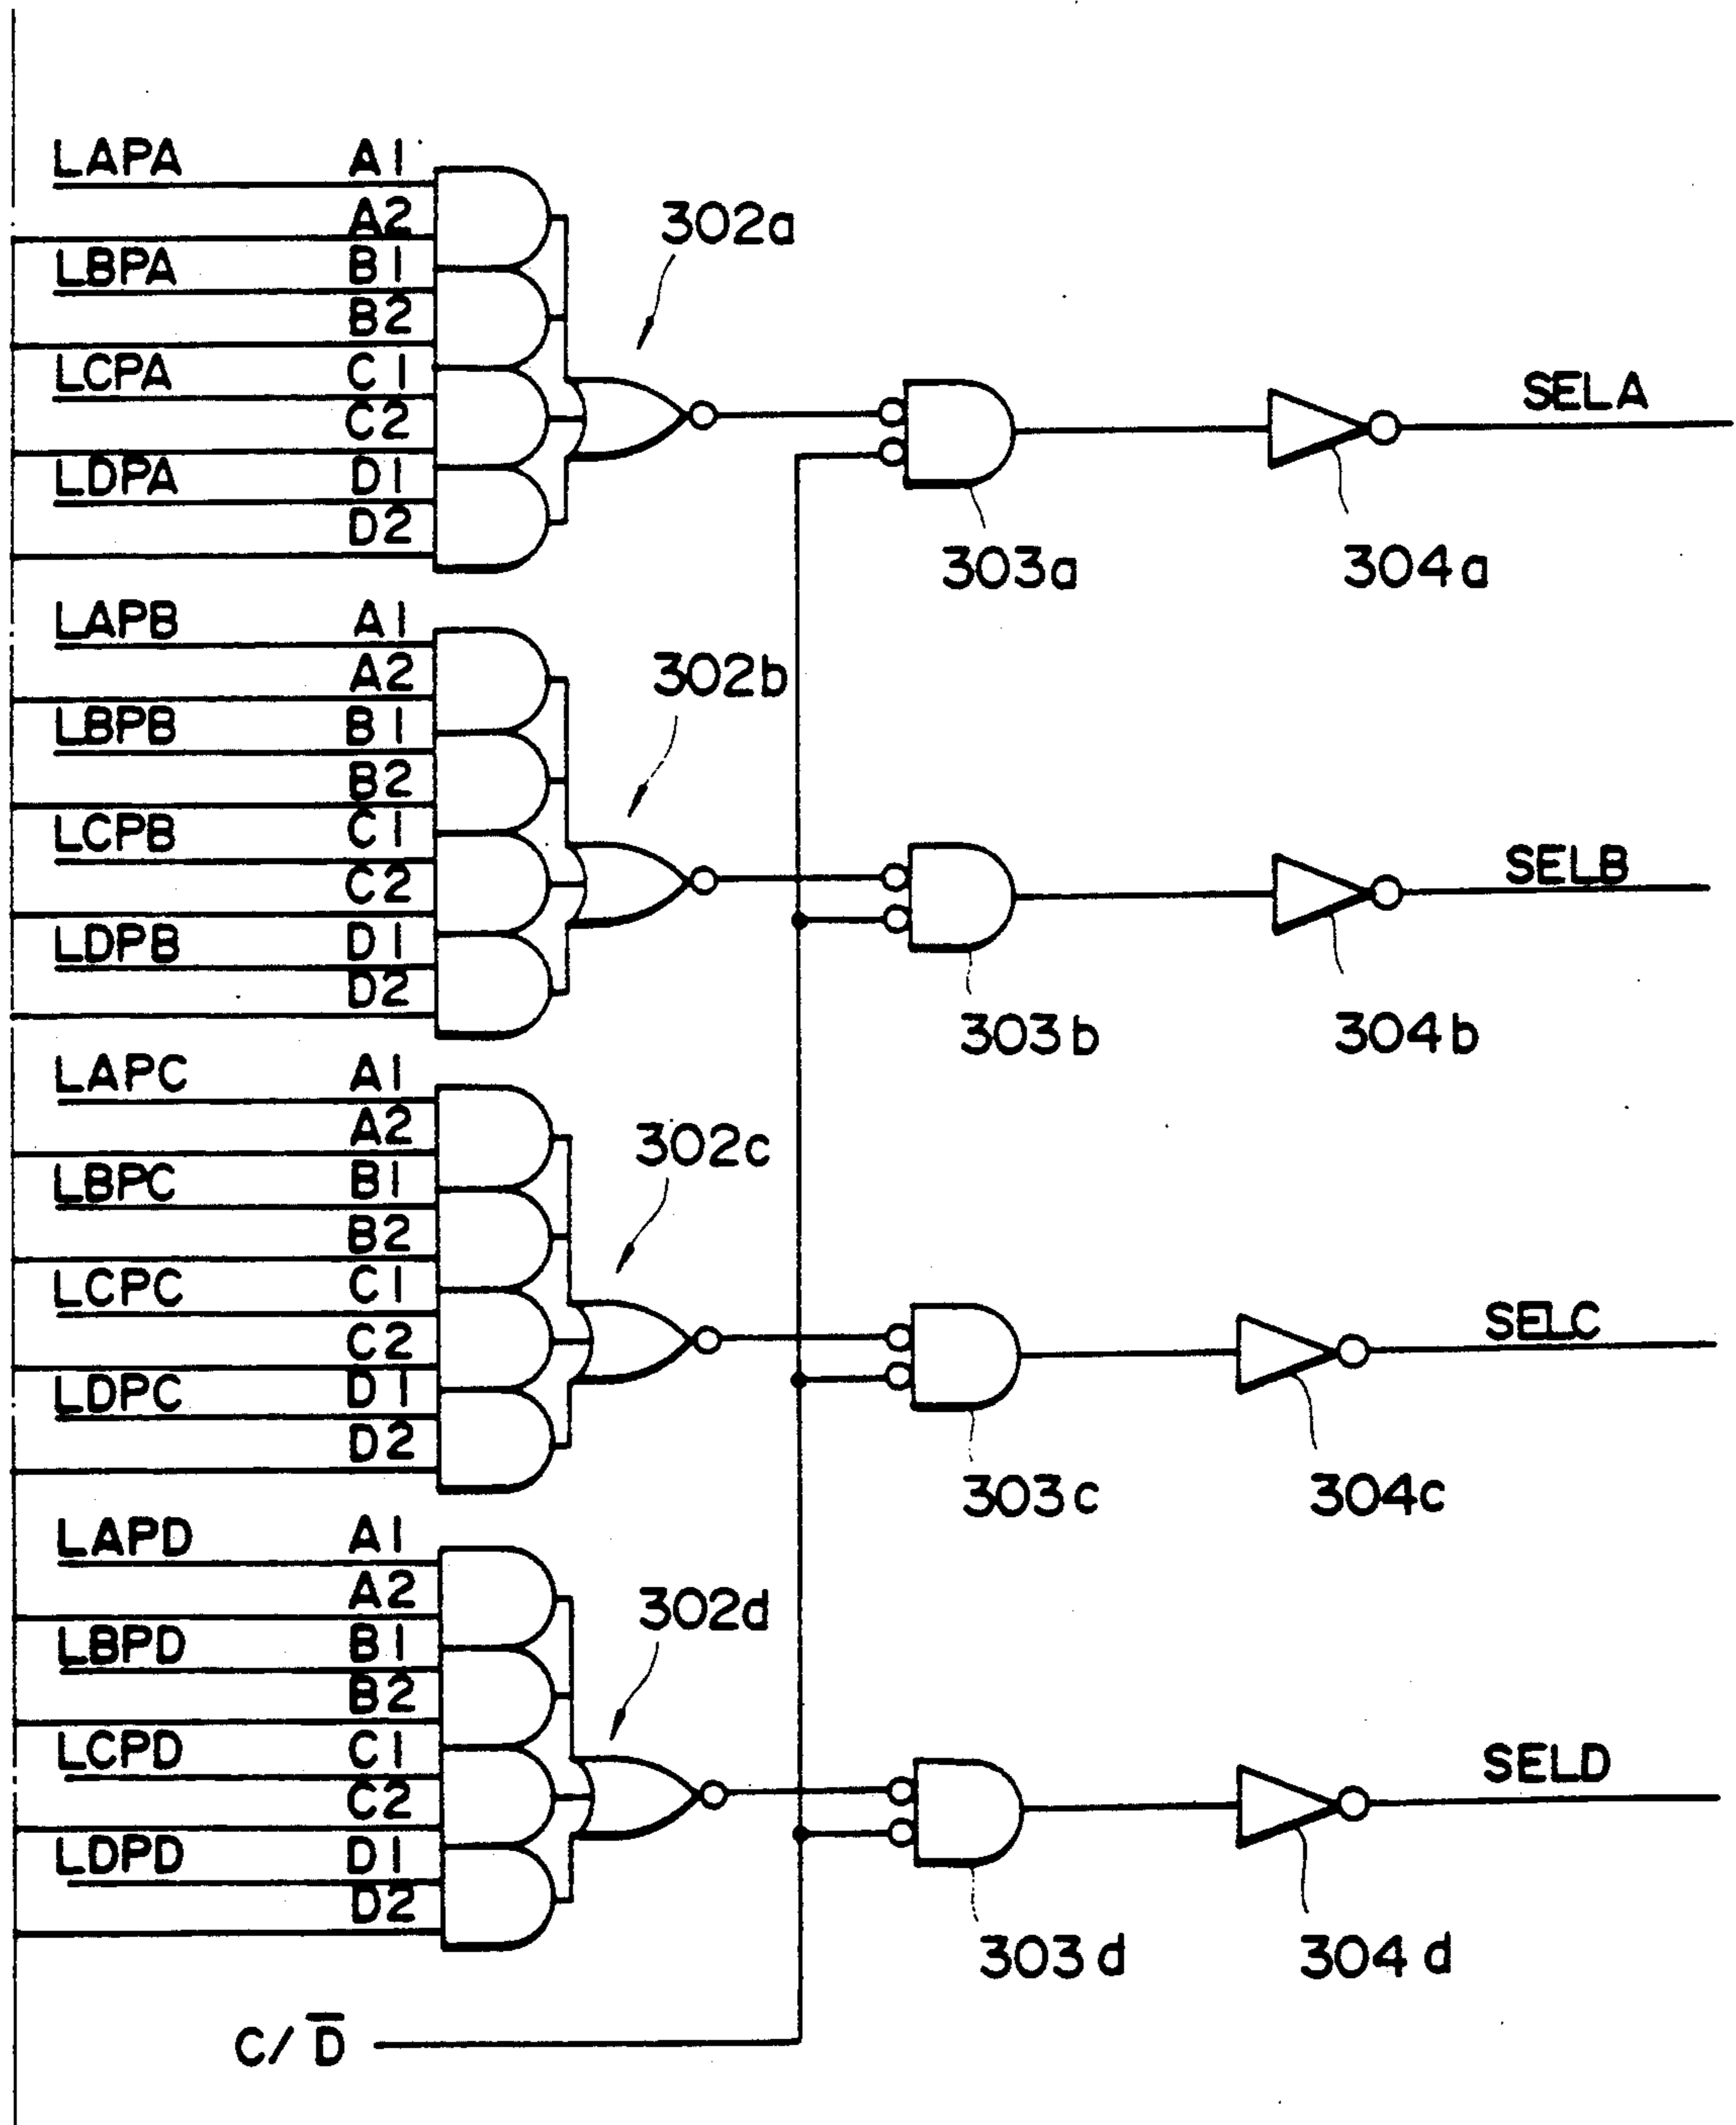 LAPA A1
A2
302a
LBPA B1
B2
LCPA C1
SELA
C2
LDPA D1
D2
303a
304a
LAPB A1
A2
302b
LBPB B1
B2
LCPB C1
SELB
C2
LDPB D1
D2
303b
304b
LAPC A1
A2
302c
LBPC B1
B2
LCPC C1
SELC
C2
LDPC D1
D2
303c
304c
LAPD A1
A2
302d
LBPD B1
B2
LCPD C1
SELD
C2
LDPD D1
D2
303d
304d
C/D̅